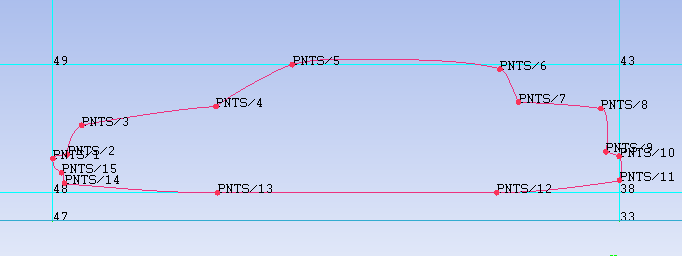 49 PNTS/5 43
PNTS/6
PNTS/4 PNTS/7 PNTS/8
PNTS/3
PNTS/1 PNTS/2 PNTS/9 PNTS/10
PNTS/15
PNTS/14 PNTS/11
48 PNTS/13 PNTS/12 38
47 33